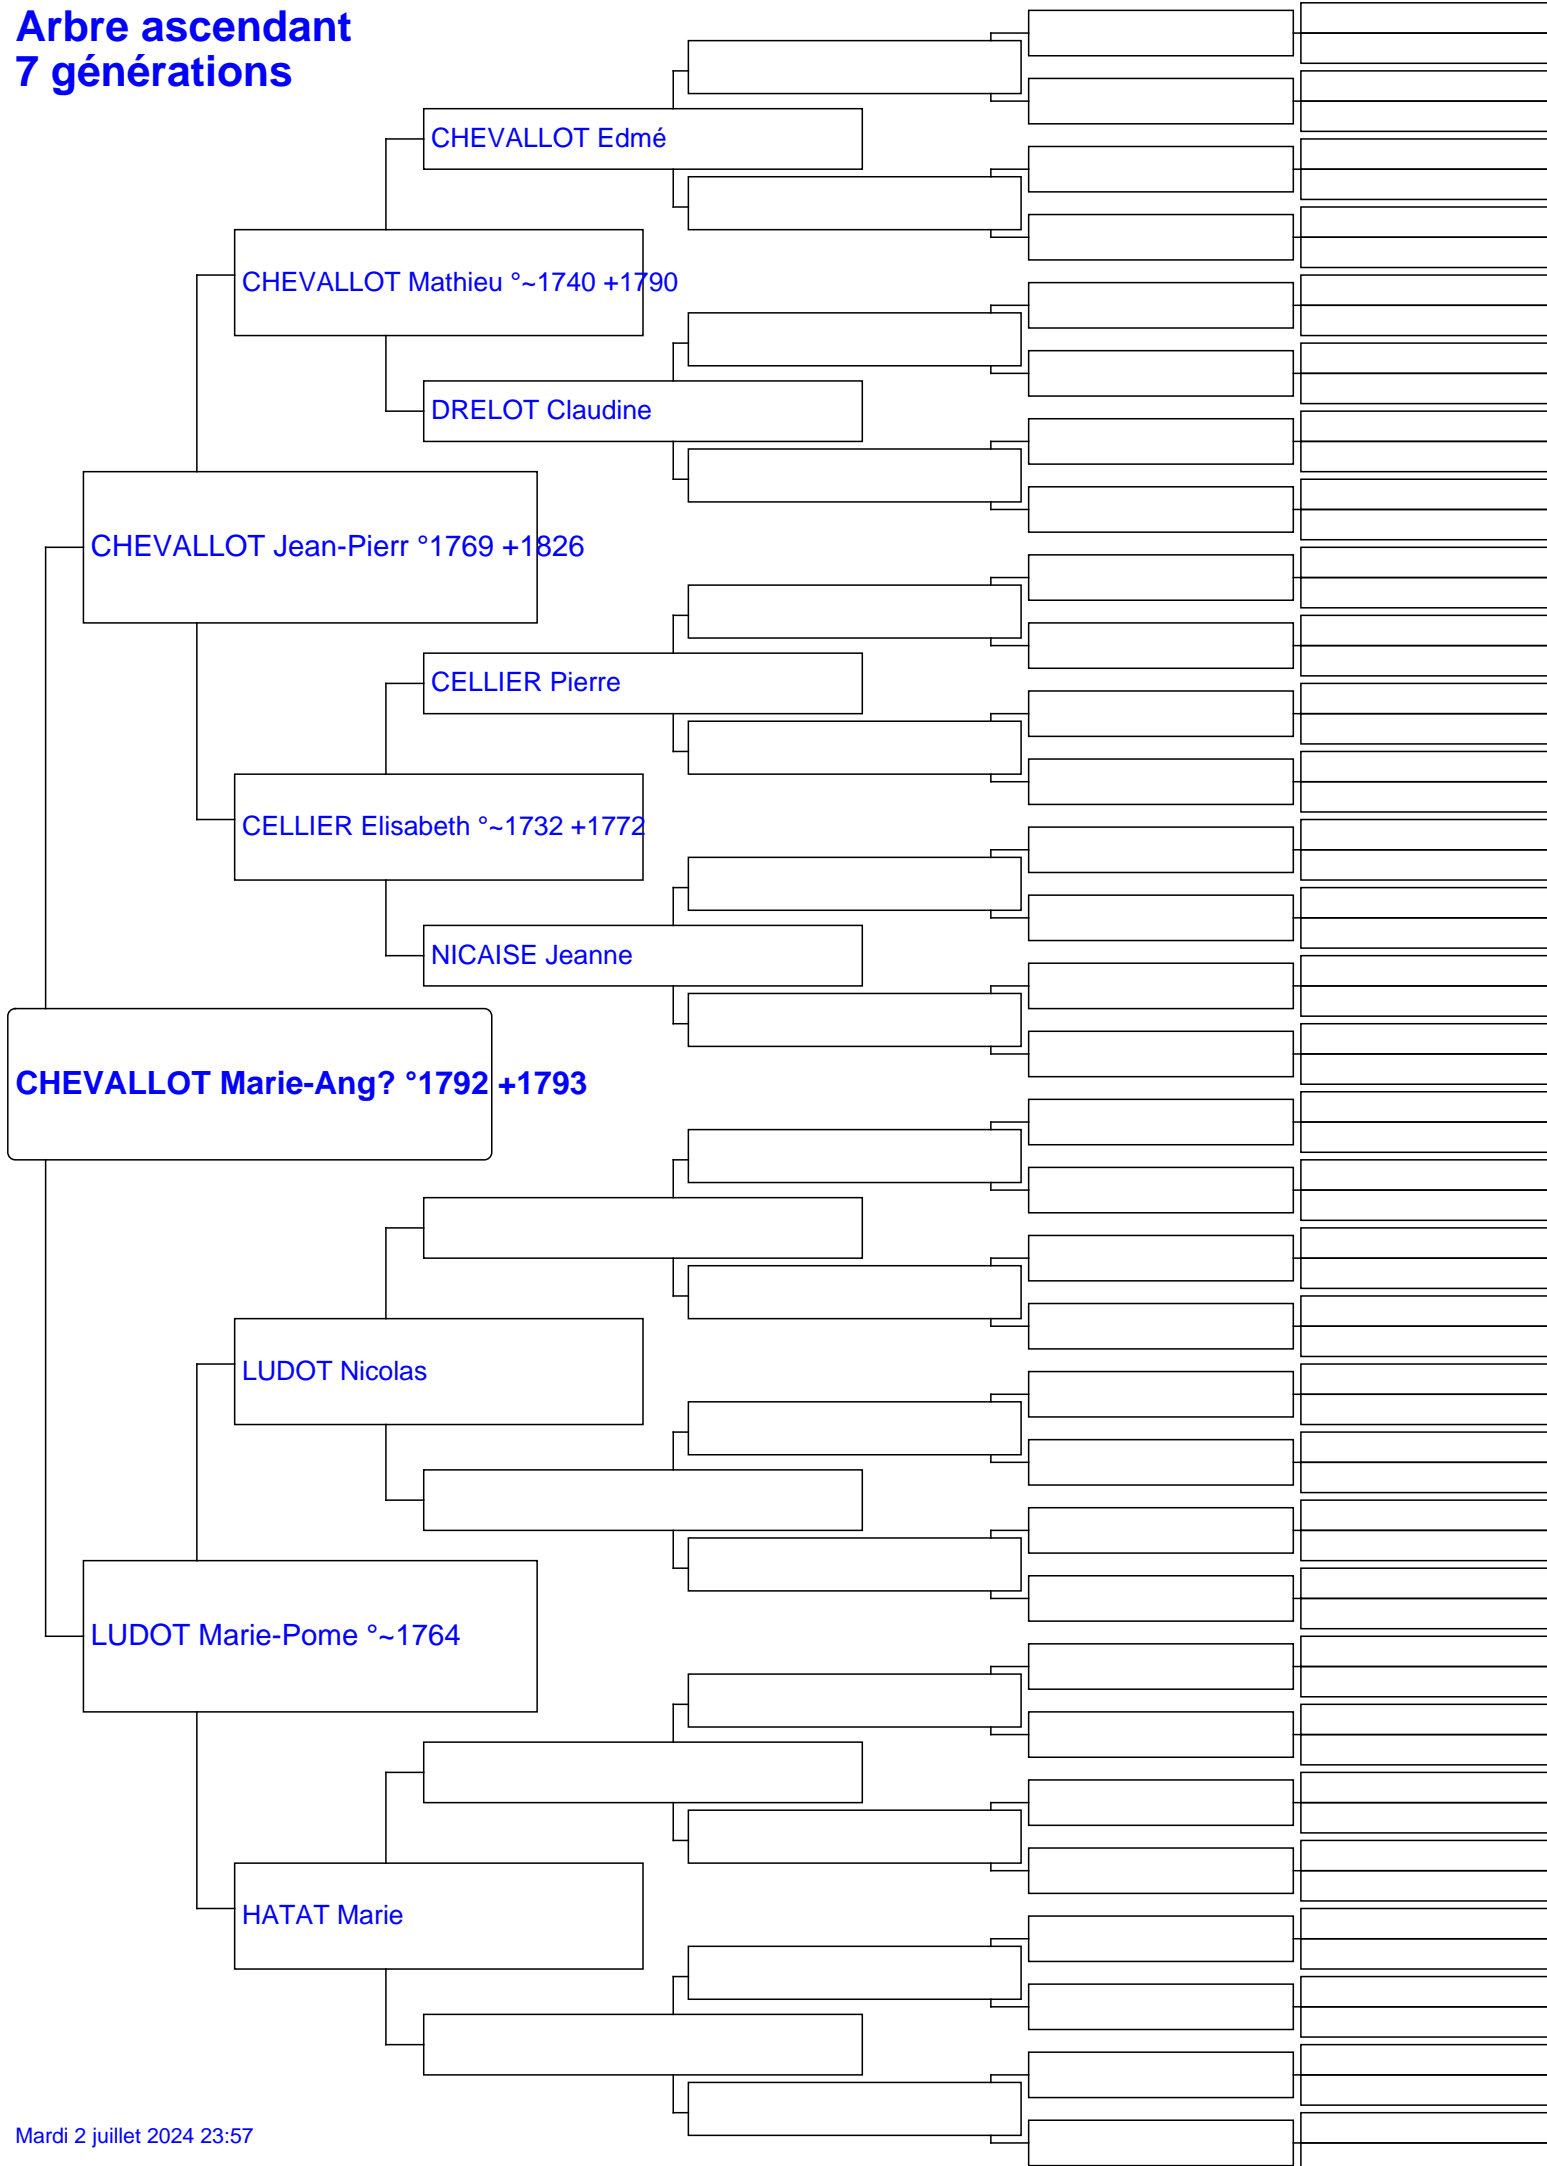 Arbre ascendant
7 générations
CHEVALLOT Edmé
CHEVALLOT Mathieu °~1740 +1790
DRELOT Claudine
CHEVALLOT Jean-Pierr °1769 +1826
CELLIER Pierre
CELLIER Elisabeth °~1732 +1772
NICAISE Jeanne
CHEVALLOT Marie-Ang? °1792 +1793
LUDOT Nicolas
LUDOT Marie-Pome °~1764
HATAT Marie
Mardi 2 juillet 2024 23:57